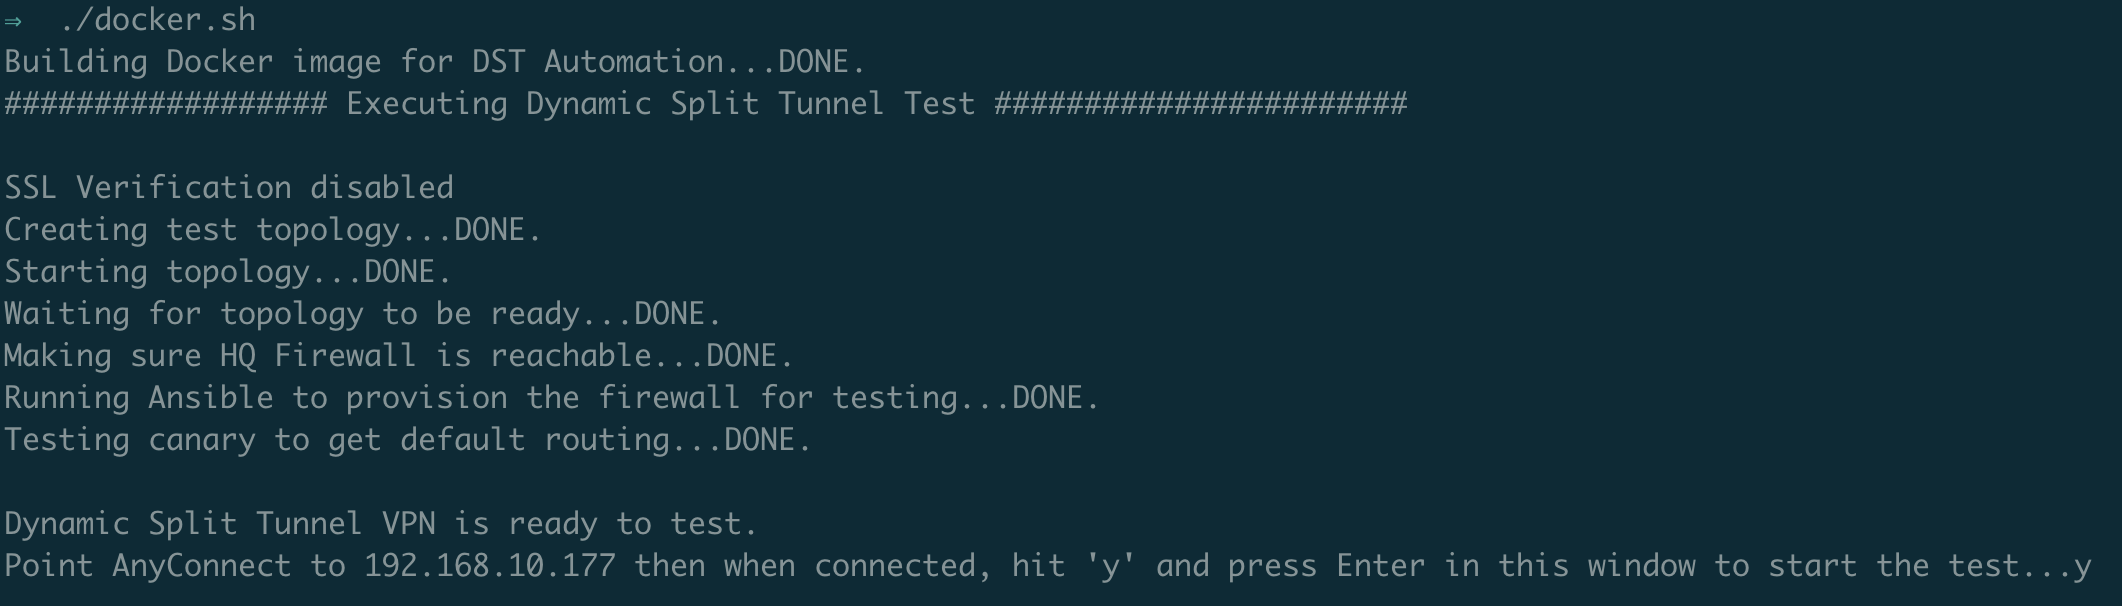 ⇒ ./docker.sh
Building Docker image for DST Automation...DONE.
################## Executing Dynamic Split Tunnel Test #######################
SSL Verification disabled
Creating test topology...DONE.
Starting topology...DONE.
Waiting for topology to be ready...DONE.
Making sure HQ Firewall is reachable...DONE.
Running Ansible to provision the firewall for testing...DONE.
Testing canary to get default routing...DONE.
Dynamic Split Tunnel VPN is ready to test.
Point AnyConnect to 192.168.10.177 then when connected, hit 'y' and press Enter in this window to start the test...y